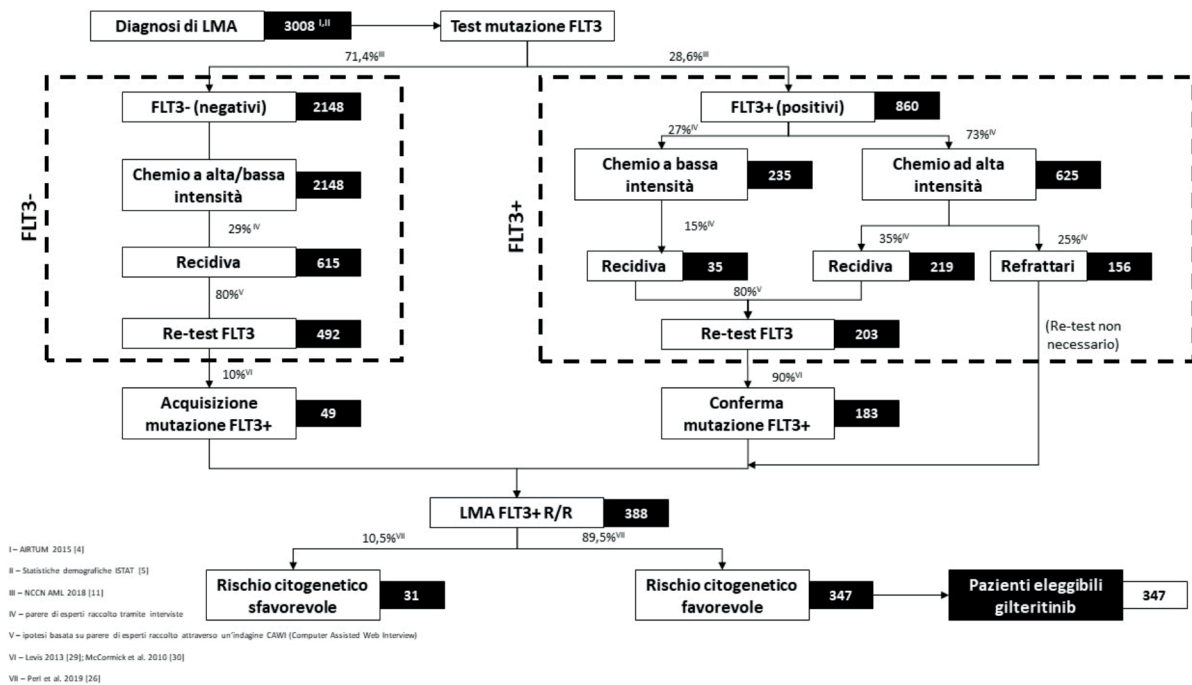 Diagnosi di LMA
3008 I,II
Test mutazione FLT3
71,4%III
28,6%III
FLT3- (negativi)
2148
FLT3+ (positivi)
860
27%IV
73%IV
Chemio a alta/bassa
intensità
2148
Chemio a bassa
intensità
235
Chemio ad alta
intensità
625
FLT3-
FLT3+
29% IV
15%IV
35%IV
25%IV
Recidiva
615
Recidiva
35
Recidiva
219
Refrattari
156
80%V
80%V
Re-test FLT3
492
Re-test FLT3
203
(Re-test non
necessario)
10%VI
90%VI
Acquisizione
mutazione FLT3+
49
Conferma
mutazione FLT3+
183
LMA FLT3+ R/R
388
10,5%VII
89,5%VII
Rischio citogenetico
sfavorevole
31
Rischio citogenetico
favorevole
347
Pazienti eleggibili
gilteritinib
347
I – AIRTUM 2015 [4]
II – Statistiche demografiche ISTAT [5]
III – NCCN AML 2018 [11]
IV – parere di esperti raccolto tramite interviste
V – ipotesi basata su parere di esperti raccolto attraverso un'indagine CAWI (Computer Assisted Web Interview)
VI – Levis 2013 [29]; McCormick et al. 2010 [30]
VII – Perl et al. 2019 [26]